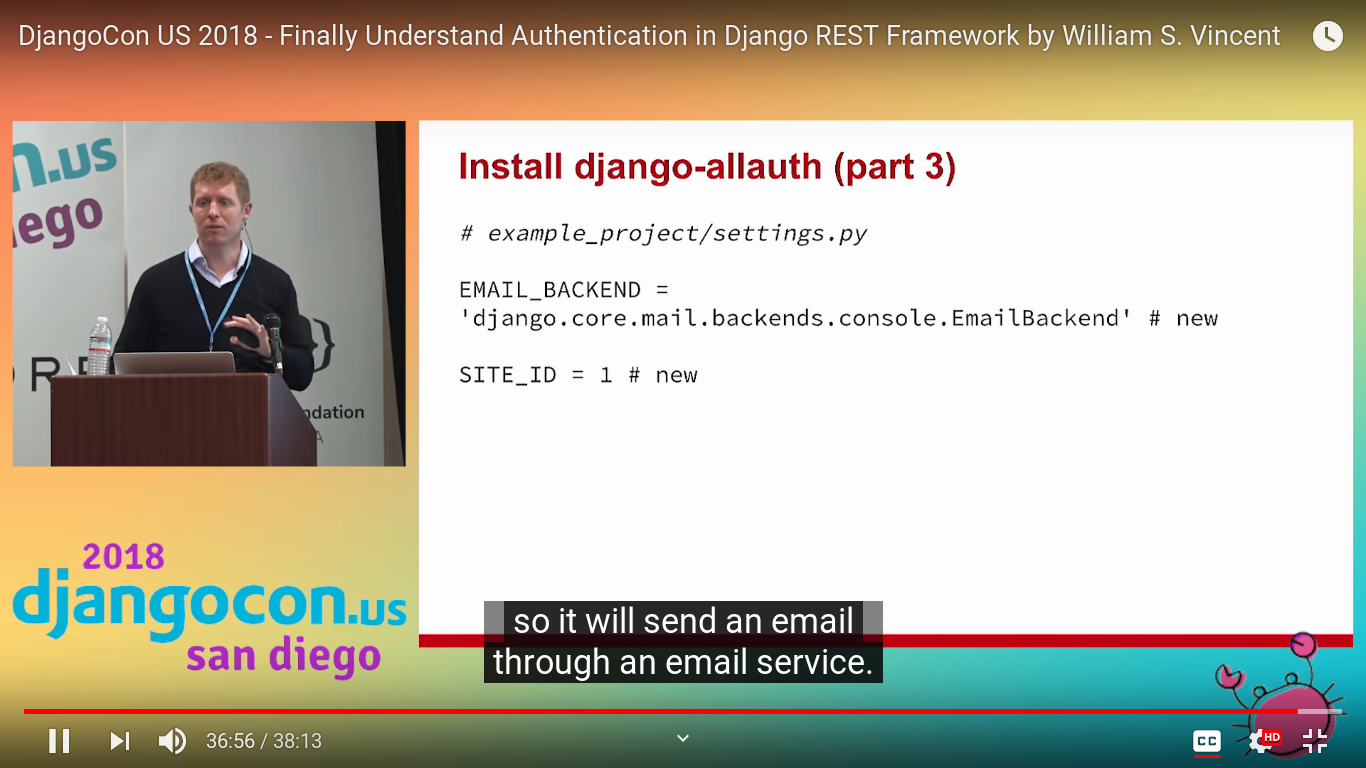 DjangoCon US 2018 - Finally Understand Authentication in Django REST Framework by William S. Vincent
n.us
iego
ORE
ndation
A
Install django-allauth (part 3)
# example_project/settings.py
EMAIL_BACKEND =
'django.core.mail.backends.console.EmailBackend' # new
SITE_ID = 1 # new
2018
djangocon.us
san diego
so it will send an email
through an email service.
36:56 / 38:13
CC
HD